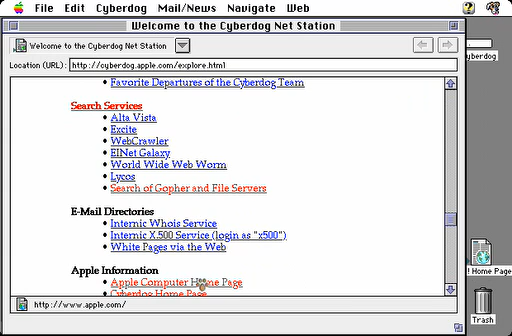 File Edit Cyberdog Mail/News Navigate Web
Welcome to the Cyberdog Net Station
Welcome to the Cyberdog Net Station
Location (URL): http://cyberdog.apple.com/explore.html
Favorite Departures of the Cyberdog Team
Search Services
Alta Vista
Excite
WebCrawler
EINet Galaxy
World Wide Web Worm
Lycos
Search of Gopher and File Servers
E-Mail Directories
Internic Whois Service
Internic X.500 Service (login as "x500")
White Pages via the Web
Apple Information
Apple Computer Home Page
Cyberdog Home Page
http://www.apple.com/
yberdog
! Home Page
Trash